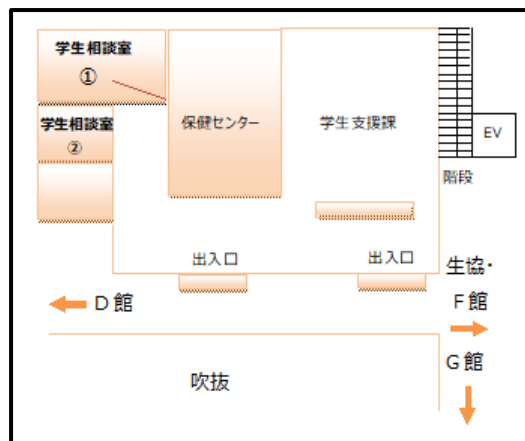 学生相談室
①
学生相談室
②
保健センター
学生支援課
EV
階段
出入口
出入口
生協・
F館
D館
G館
吹抜